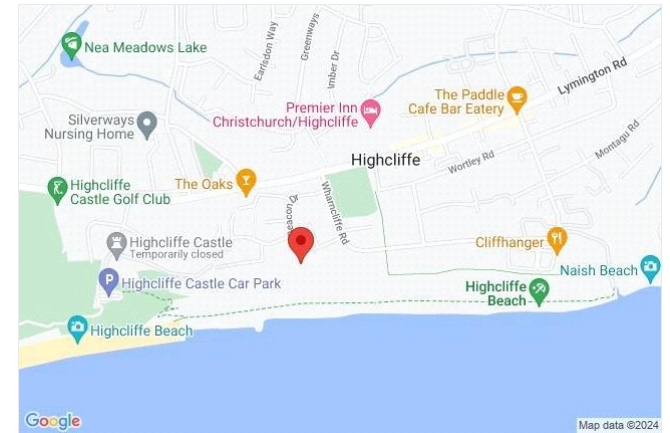 Nea Meadows Lake
Earlsdon Way
Greenways
mber Dr
Lymington Rd
The Paddle
Cafe Bar Eatery
Premier Inn
Christchurch/Highcliffe
Silverways
Nursing Home
Montagu Rd
Highcliffe
Wortley Rd
The Oaks
Highcliffe
Castle Golf Club
Beacon Dr
Wharncliffe Rd
Highcliffe Castle
Temporarily closed
Cliffhanger
P
Highcliffe Castle Car Park
Naish Beach
Highcliffe
Beach
Highcliffe Beach
Google
Map data ©2024